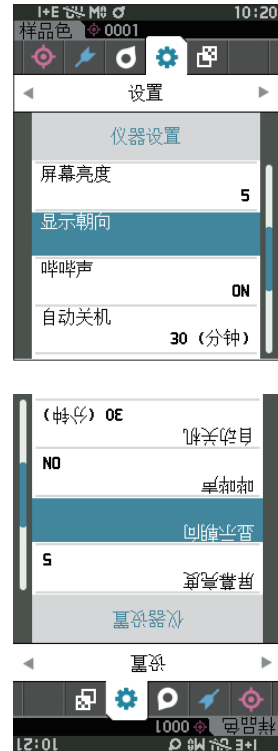 I+E M0 10:20
样品色 0001
设置
仪器设置
屏幕亮度
5
显示朝向
哔哔声
ON
自动关机
30 (分钟)
30 (分钟)
自动关机
ON
哔哔声
显示朝向
5
屏幕亮度
仪器设置
设置
样品色 0001
I+E M0 10:21